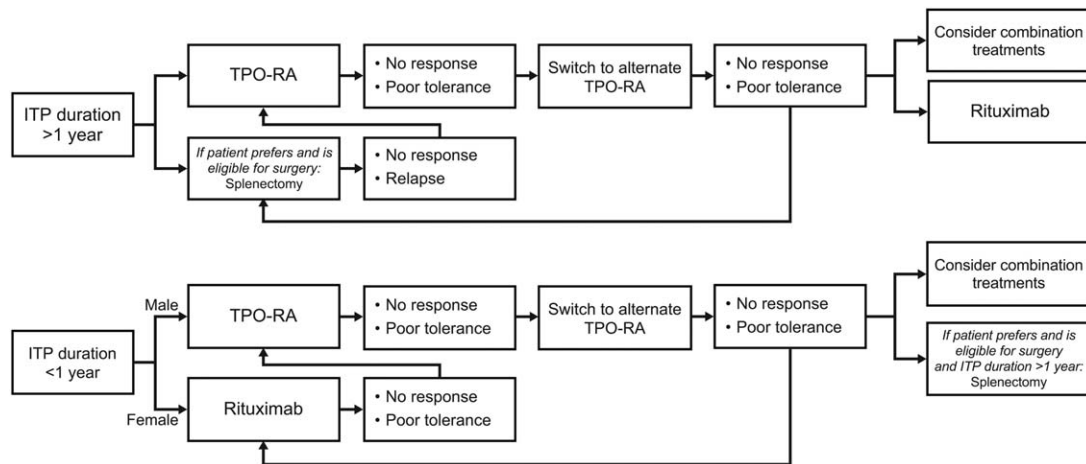 ITP duration
>1 year
TPO-RA
• No response
• Poor tolerance
Switch to alternate
TPO-RA
• No response
• Poor tolerance
Consider combination
treatments
Rituximab
If patient prefers and is
eligible for surgery:
Splenectomy
• No response
• Relapse
ITP duration
<1 year
Male
Female
TPO-RA
• No response
• Poor tolerance
Switch to alternate
TPO-RA
• No response
• Poor tolerance
Consider combination
treatments
If patient prefers and is
eligible for surgery
and ITP duration >1 year:
Splenectomy
Rituximab
• No response
• Poor tolerance